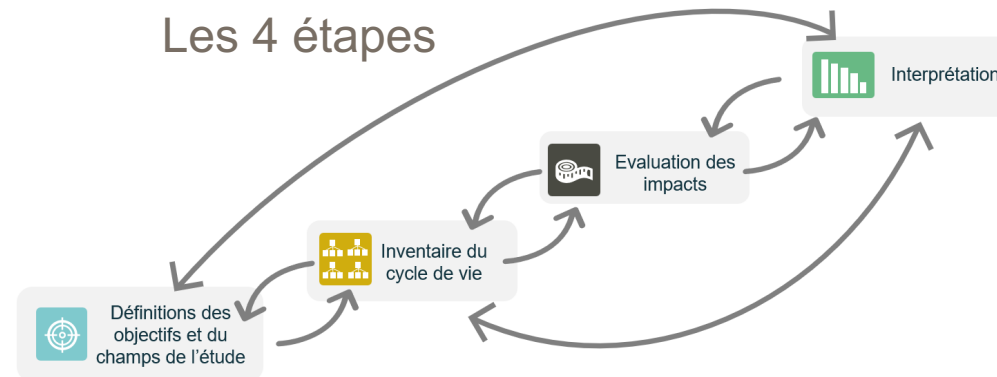 Les 4 étapes
Interprétation
Evaluation des
impacts
Inventaire du
cycle de vie
Définitions des
objectifs et du
champs de l'étude